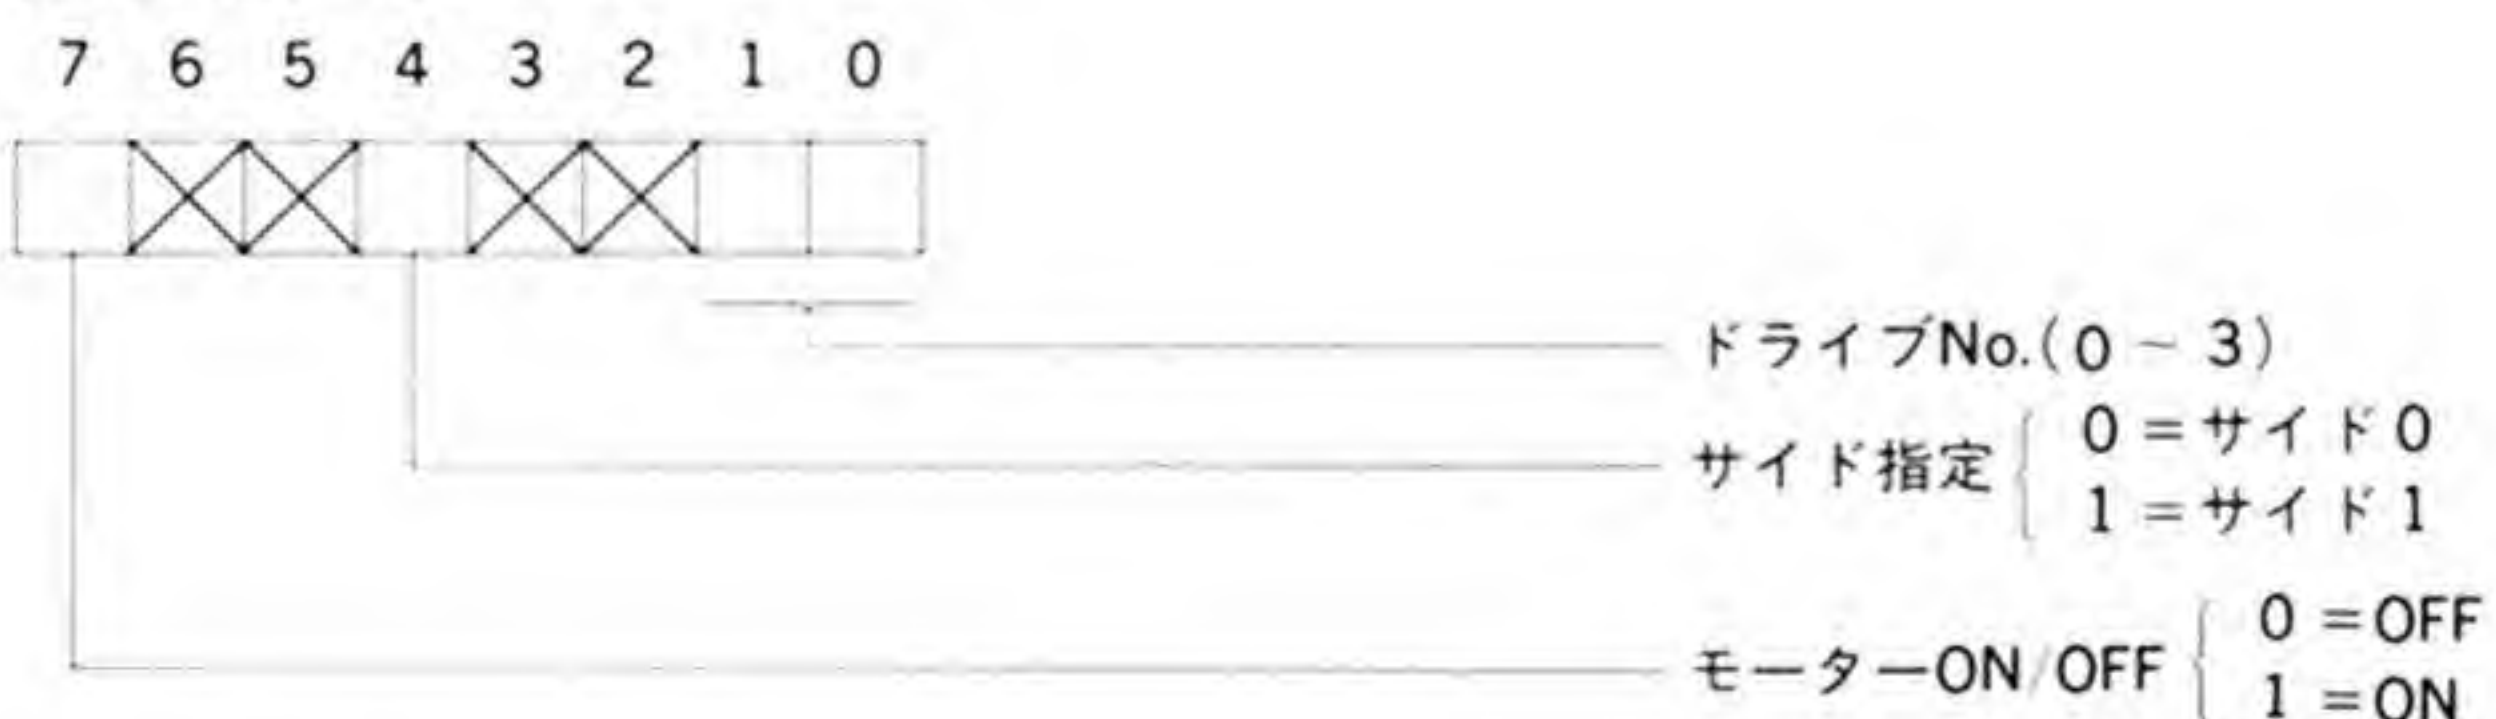 7 6 5 4 3 2 1 0
ドライブNo.(0 ~ 3)
サイド指定 { 0 =サイド0
1 =サイド1
モーターON/OFF { 0 =OFF
1 =ON